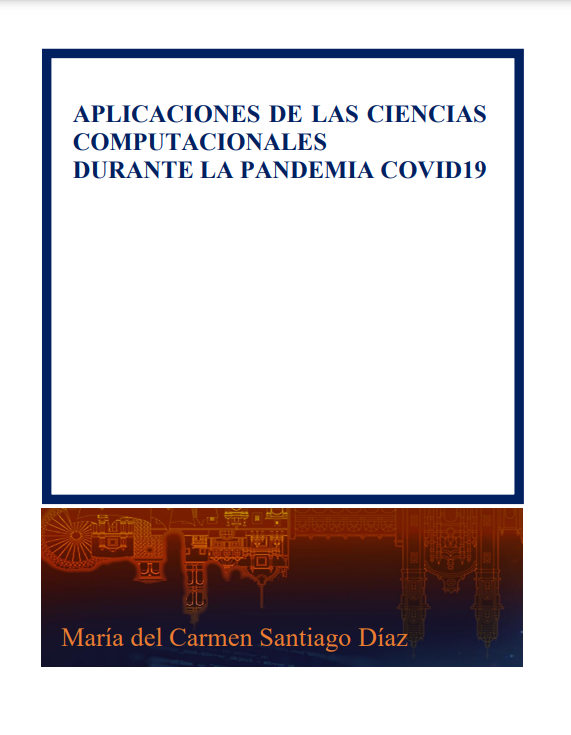 APLICACIONES DE LAS CIENCIAS
COMPUTACIONALES
DURANTE LA PANDEMIA COVID19
María del Carmen Santiago Díaz